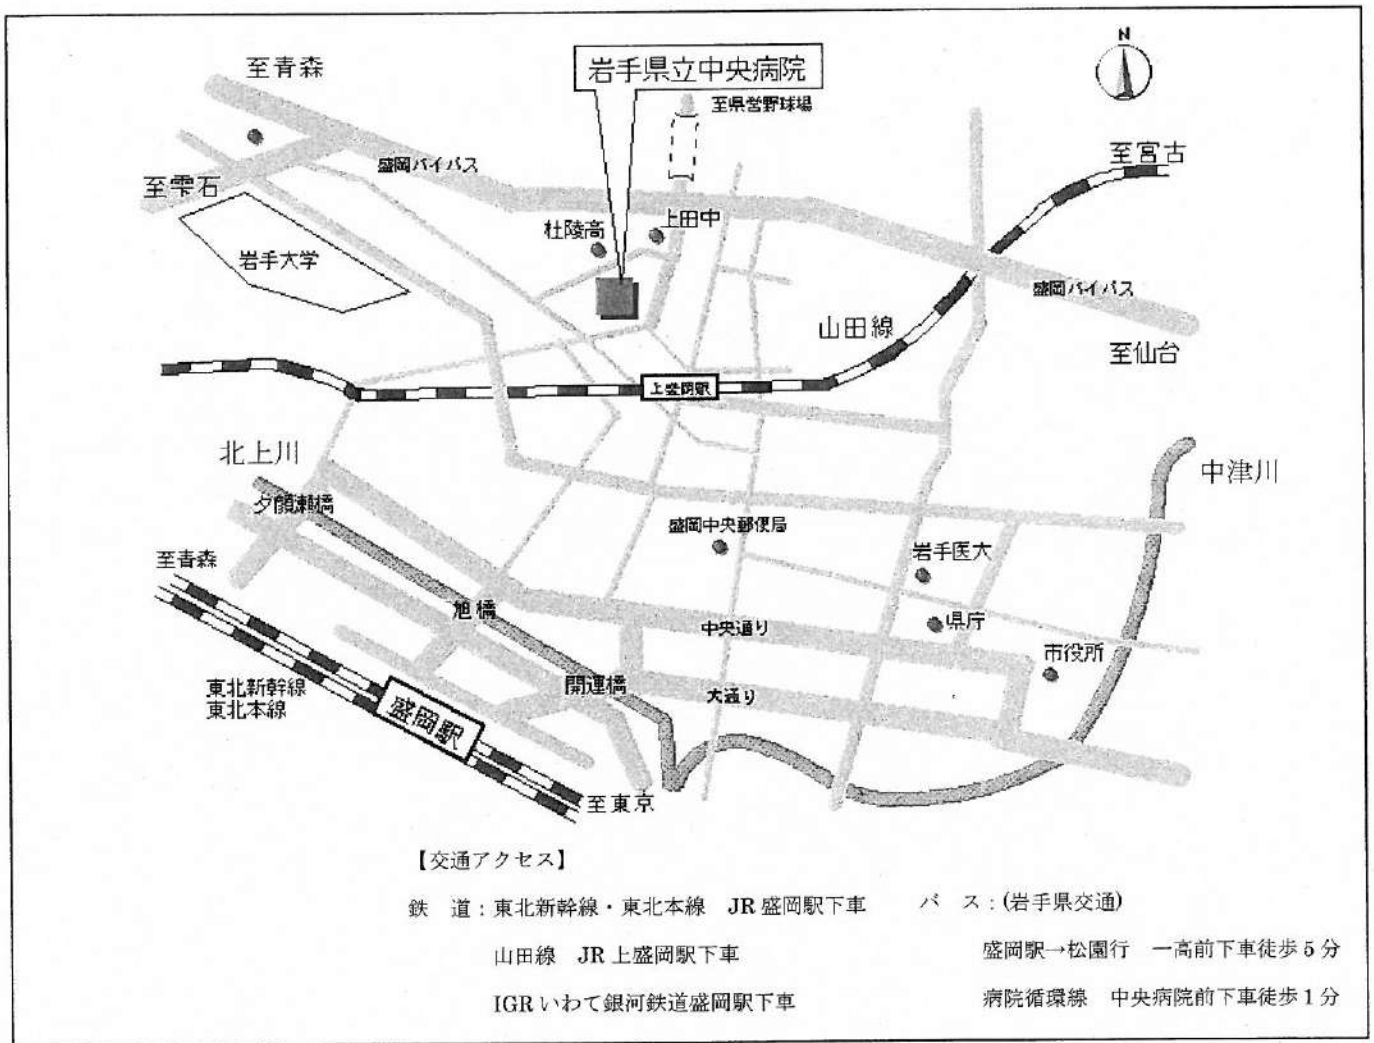 N
岩手県立中央病院
至青森
至県営野球場
至宮古
盛岡バイパス
至雫石
上田中
杜陵高
岩手大学
盛岡バイパス
山田線
至仙台
上盛岡駅
北上川
中津川
夕顔瀬橋
盛岡中央郵便局
至青森
岩手医大
旭橋
中央通り
県庁
市役所
東北新幹線
東北本線
開運橋
大通り
盛岡駅
至東京
【交通アクセス】
鉄 道：東北新幹線・東北本線 JR盛岡駅下車
山田線 JR上盛岡駅下車
IGRいわて銀河鉄道盛岡駅下車
バ ス：(岩手県交通)
盛岡駅→松園行 一高前下車徒歩5分
病院循環線 中央病院前下車徒歩1分